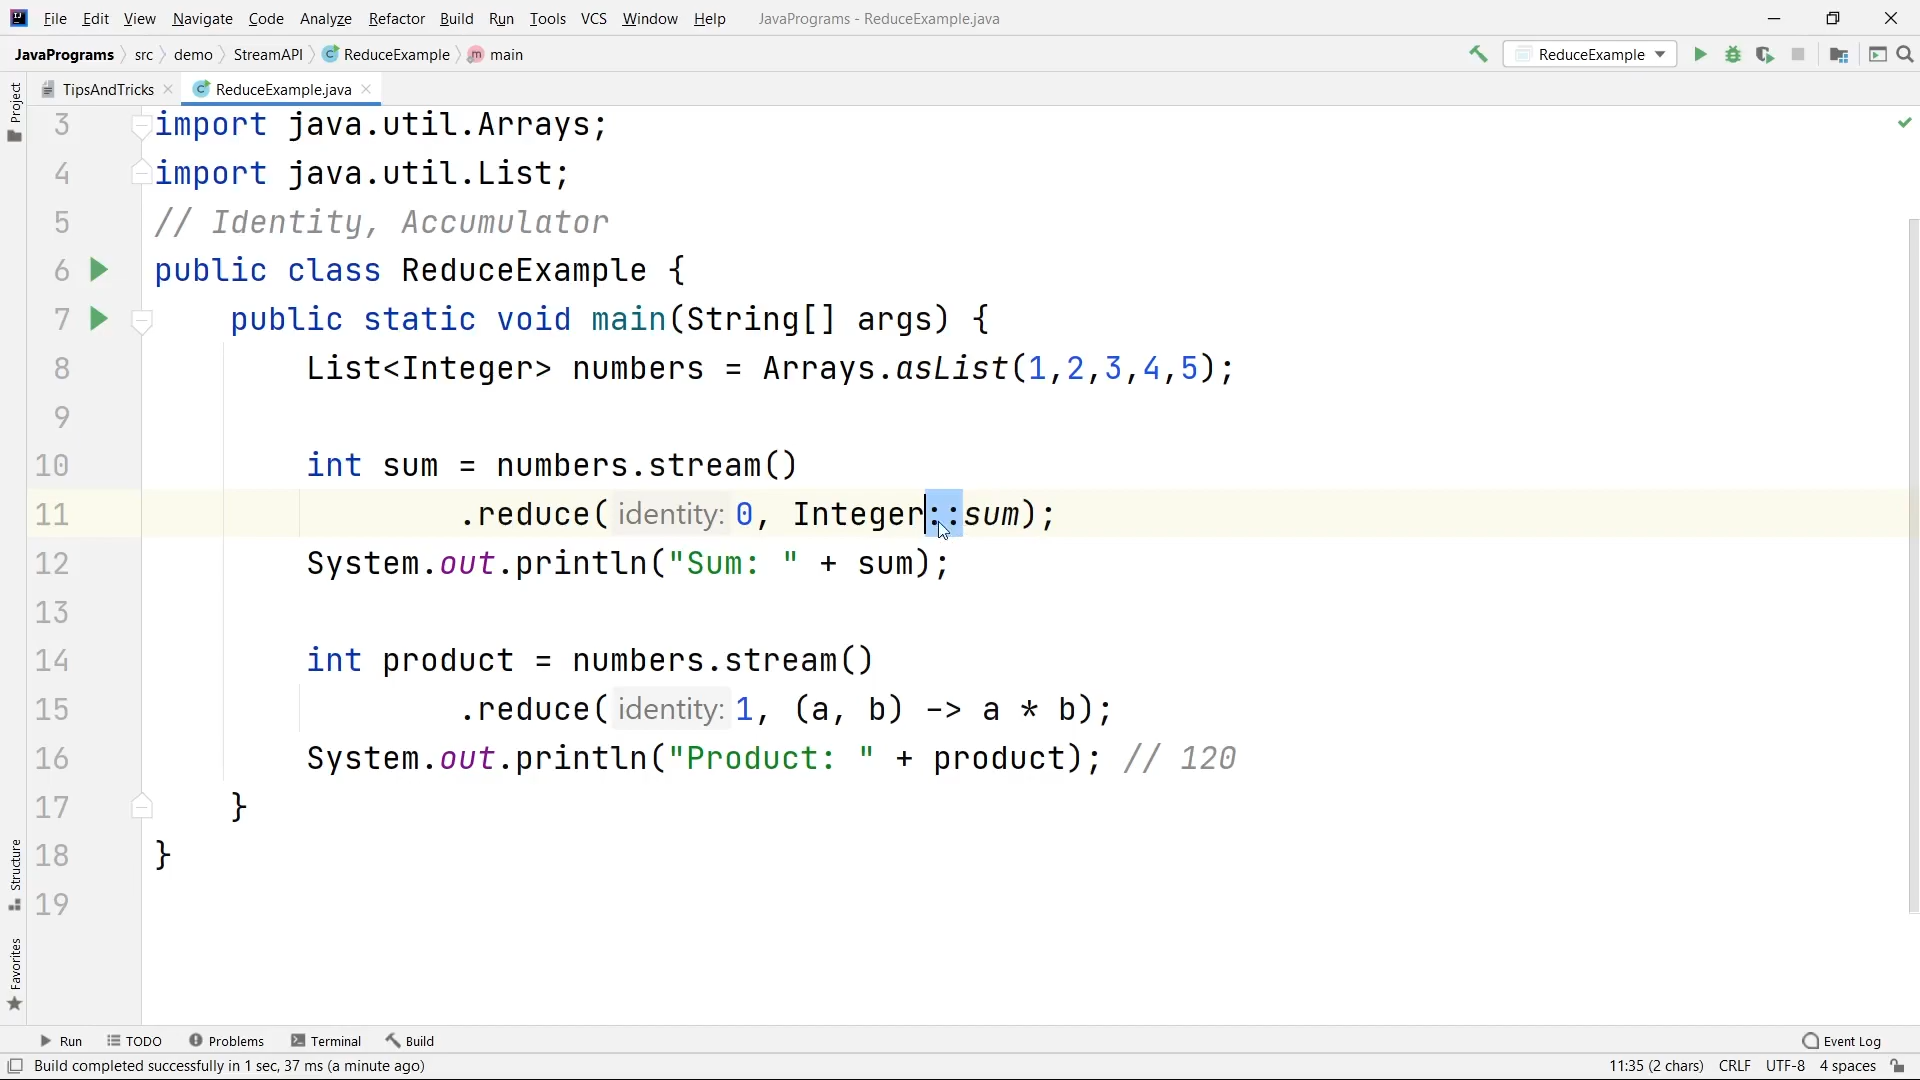 File Edit View Navigate Code Analyze Refactor Build Run Tools VCS Window Help JavaPrograms - ReduceExample.java
JavaPrograms src demo StreamAPI ReduceExample main ReduceExample
TipsAndTricks ReduceExample.java
Project
3 import java.util.Arrays;
4 import java.util.List;
5 // Identity, Accumulator
6 public class ReduceExample {
7 public static void main(String[] args) {
8 List<Integer> numbers = Arrays.asList(1,2,3,4,5);
9
10 int sum = numbers.stream()
11 .reduce( identity: 0, Integer::sum);
12 System.out.println("Sum: " + sum);
13
14 int product = numbers.stream()
15 .reduce( identity: 1, (a, b) -> a * b);
16 System.out.println("Product: " + product); // 120
17 }
18 }
19
Structure
Favorites
Run TODO Problems Terminal Build Event Log
Build completed successfully in 1 sec, 37 ms (a minute ago) 11:35 (2 chars) CRLF UTF-8 4 spaces